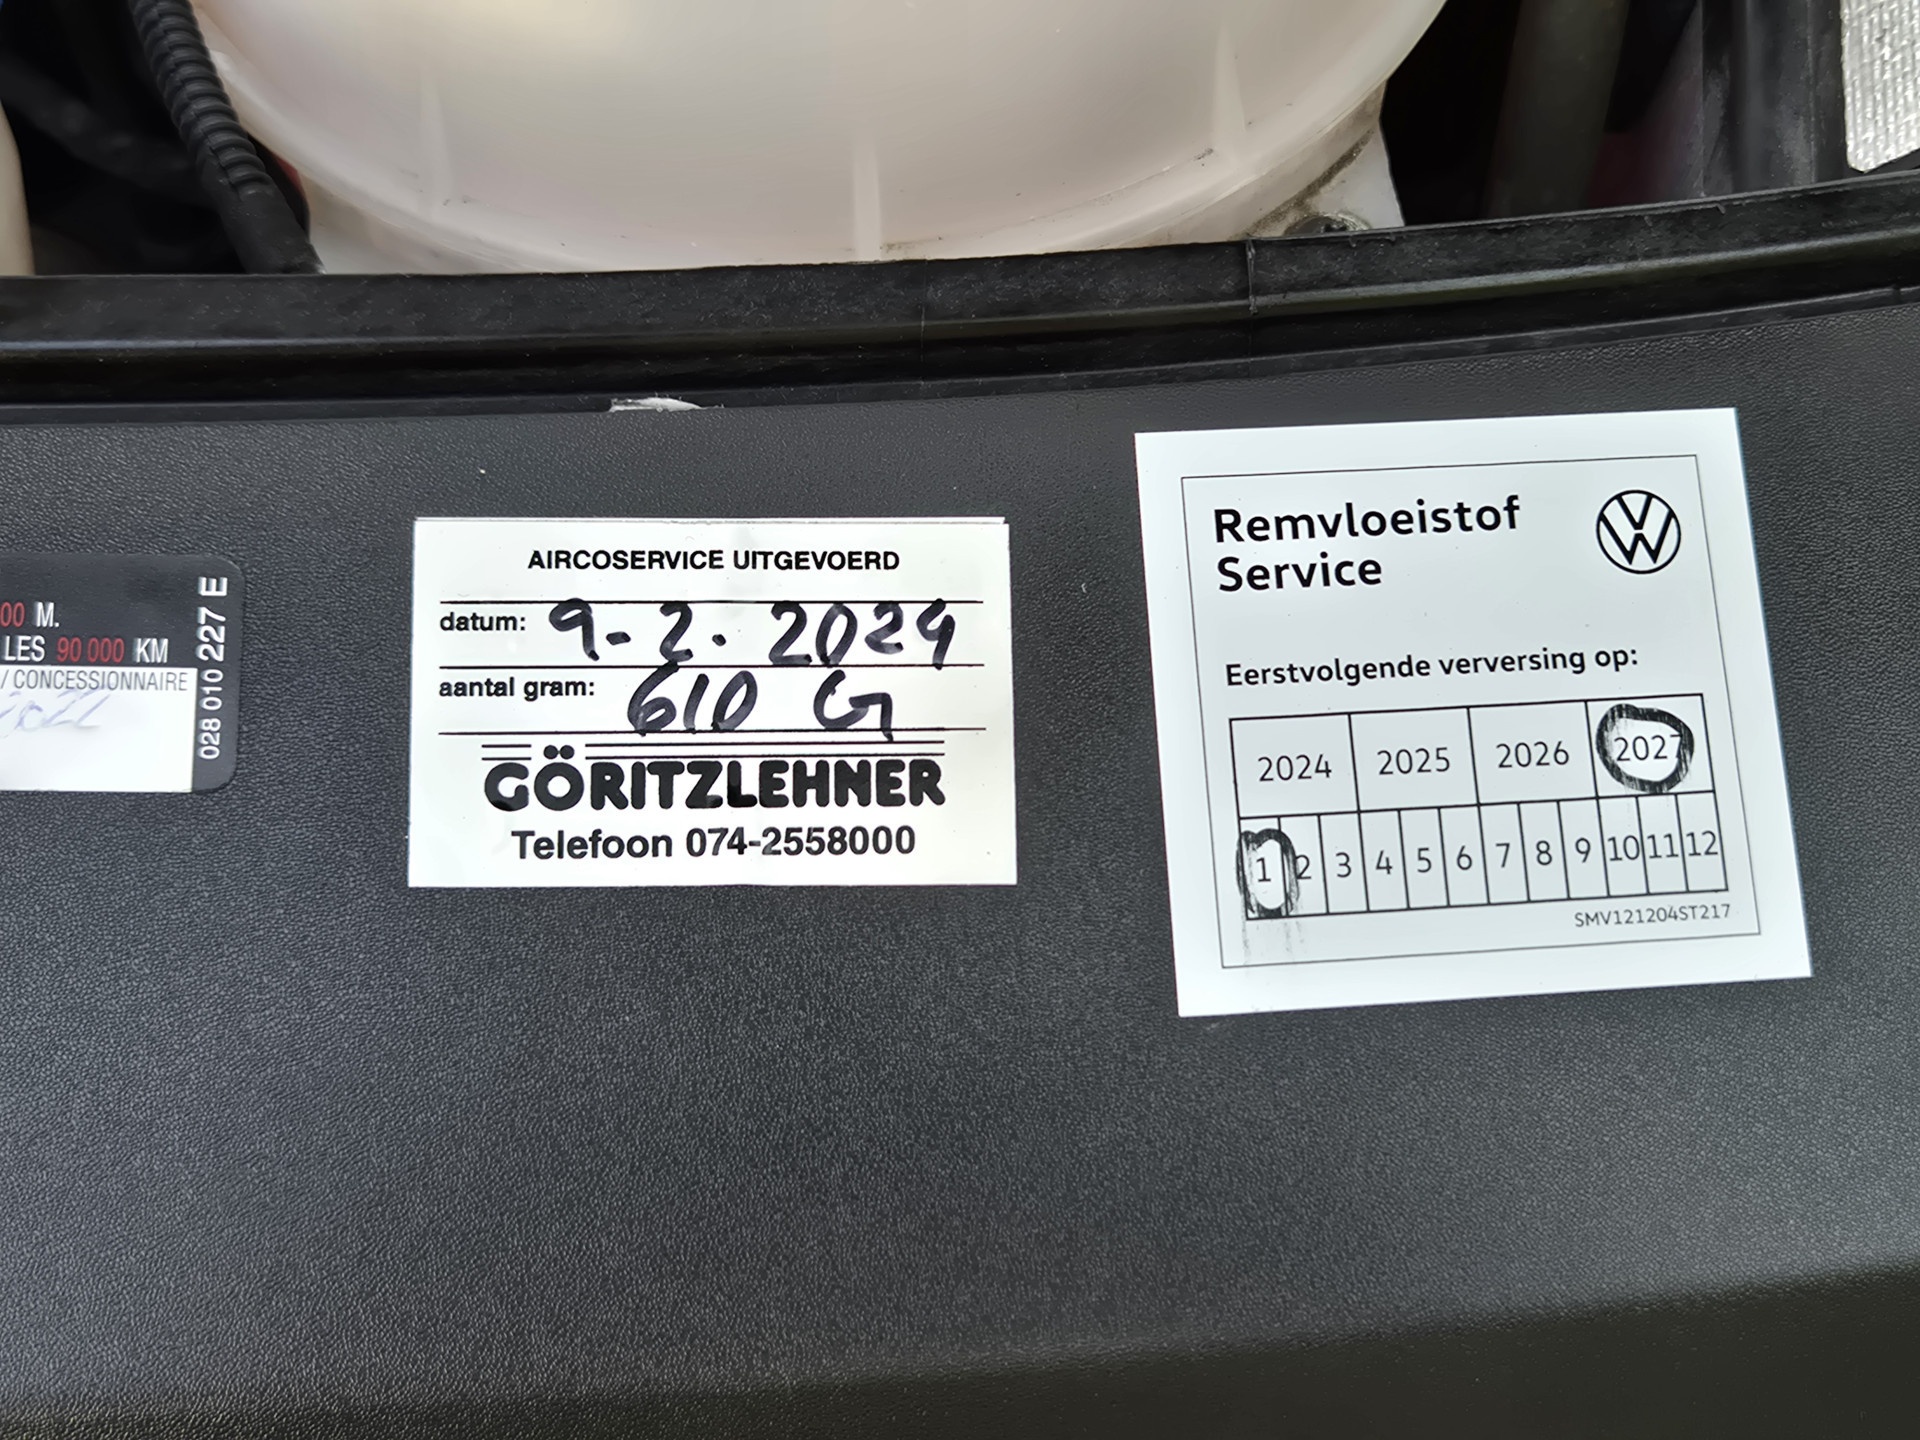 00 M.
LES 90 000 KM
/ CONCESSIONNAIRE
028 010 227 E
AIRCOSERVICE UITGEVOERD
datum: 9-2.2024
aantal gram: 610 G
GÖRITZLEHNER
Telefoon 074-2558000
Remvloeistof
Service
Eerstvolgende verversing op:
2024 2025 2026 2027
1 2 3 4 5 6 7 8 9 10 11 12
SMV121204ST217